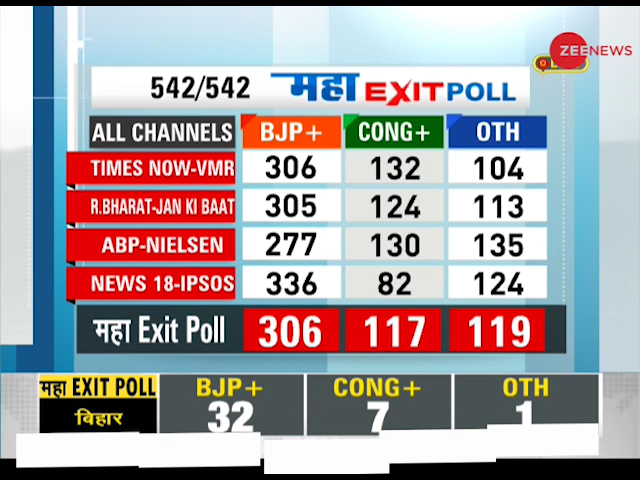 ZEENEWS
542/542 महा EXIT POLL
ALL CHANNELS BJP+ CONG+ OTH
TIMES NOW-VMR 306 132 104
R.BHARAT-JAN KI BAAT 305 124 113
ABP-NIELSEN 277 130 135
NEWS 18-IPSOS 336 82 124
महा Exit Poll 306 117 119
महा EXIT POLL BJP+ CONG+ OTH
बिहार 32 7 1